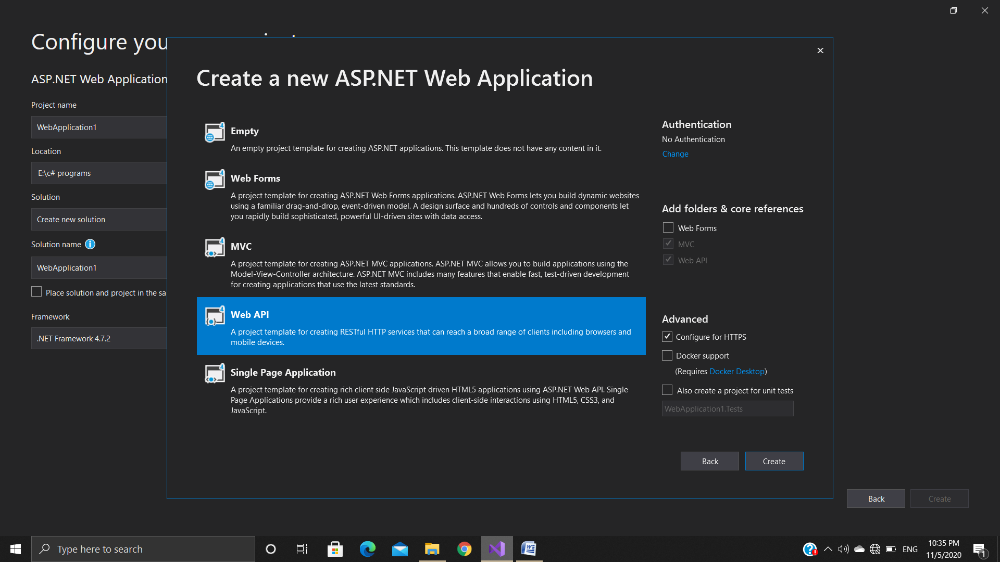 Configure you
ASP.NET Web Application
Project name
WebApplication1
Location
E:\c# programs
Solution
Create new solution
Solution name
WebApplication1
Place solution and project in the sa
Framework
.NET Framework 4.7.2
Create a new ASP.NET Web Application
Empty
An empty project template for creating ASP.NET applications. This template does not have any content in it.
Web Forms
A project template for creating ASP.NET Web Forms applications. ASP.NET Web Forms lets you build dynamic websites
using a familiar drag-and-drop, event-driven model. A design surface and hundreds of controls and components let
you rapidly build sophisticated, powerful UI-driven sites with data access.
MVC
A project template for creating ASP.NET MVC applications. ASP.NET MVC allows you to build applications using the
Model-View-Controller architecture. ASP.NET MVC includes many features that enable fast, test-driven development
for creating applications that use the latest standards.
Web API
A project template for creating RESTful HTTP services that can reach a broad range of clients including browsers and
mobile devices.
Single Page Application
A project template for creating rich client side JavaScript driven HTML5 applications using ASP.NET Web API. Single
Page Applications provide a rich user experience which includes client-side interactions using HTML5, CSS3, and
JavaScript.
Authentication
No Authentication
Change
Add folders & core references
Web Forms
MVC
Web API
Advanced
Configure for HTTPS
Docker support
(Requires Docker Desktop)
Also create a project for unit tests
WebApplication1.Tests
Back
Create
Back
Create
Type here to search
ENG
10:35 PM
11/5/2020
1